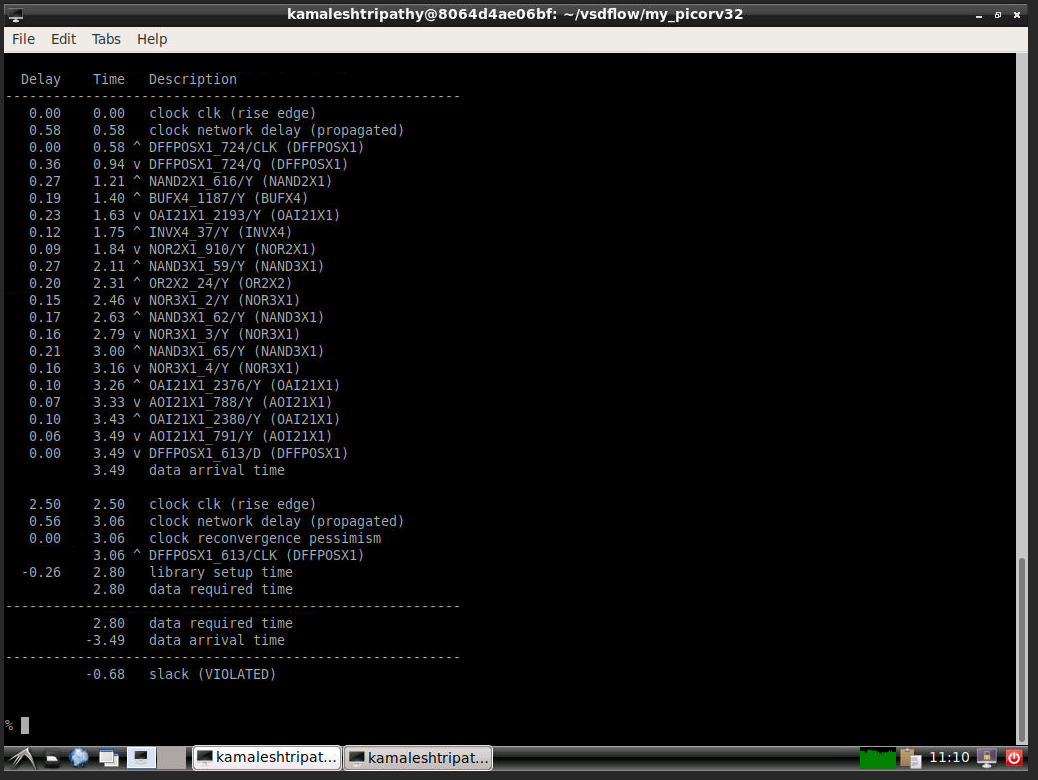 kamaleshtripathy@8064d4ae06bf: ~/vsdflow/my_picorv32
File Edit Tabs Help
Delay Time Description
---------------------------------------------------------
0.00 0.00 clock clk (rise edge)
0.58 0.58 clock network delay (propagated)
0.00 0.58 ^ DFFPOSX1_724/CLK (DFFPOSX1)
0.36 0.94 v DFFPOSX1_724/Q (DFFPOSX1)
0.27 1.21 ^ NAND2X1_616/Y (NAND2X1)
0.19 1.40 ^ BUFX4_1187/Y (BUFX4)
0.23 1.63 v OAI21X1_2193/Y (OAI21X1)
0.12 1.75 ^ INVX4_37/Y (INVX4)
0.09 1.84 v NOR2X1_910/Y (NOR2X1)
0.27 2.11 ^ NAND3X1_59/Y (NAND3X1)
0.20 2.31 ^ OR2X2_24/Y (OR2X2)
0.15 2.46 v NOR3X1_2/Y (NOR3X1)
0.17 2.63 ^ NAND3X1_62/Y (NAND3X1)
0.16 2.79 v NOR3X1_3/Y (NOR3X1)
0.21 3.00 ^ NAND3X1_65/Y (NAND3X1)
0.16 3.16 v NOR3X1_4/Y (NOR3X1)
0.10 3.26 ^ OAI21X1_2376/Y (OAI21X1)
0.07 3.33 v AOI21X1_788/Y (AOI21X1)
0.10 3.43 ^ OAI21X1_2380/Y (OAI21X1)
0.06 3.49 v AOI21X1_791/Y (AOI21X1)
0.00 3.49 v DFFPOSX1_613/D (DFFPOSX1)
3.49 data arrival time
2.50 2.50 clock clk (rise edge)
0.56 3.06 clock network delay (propagated)
0.00 3.06 clock reconvergence pessimism
3.06 ^ DFFPOSX1_613/CLK (DFFPOSX1)
-0.26 2.80 library setup time
2.80 data required time
---------------------------------------------------------
2.80 data required time
-3.49 data arrival time
---------------------------------------------------------
-0.68 slack (VIOLATED)
%
kamaleshtripat... kamaleshtripat... 11:10